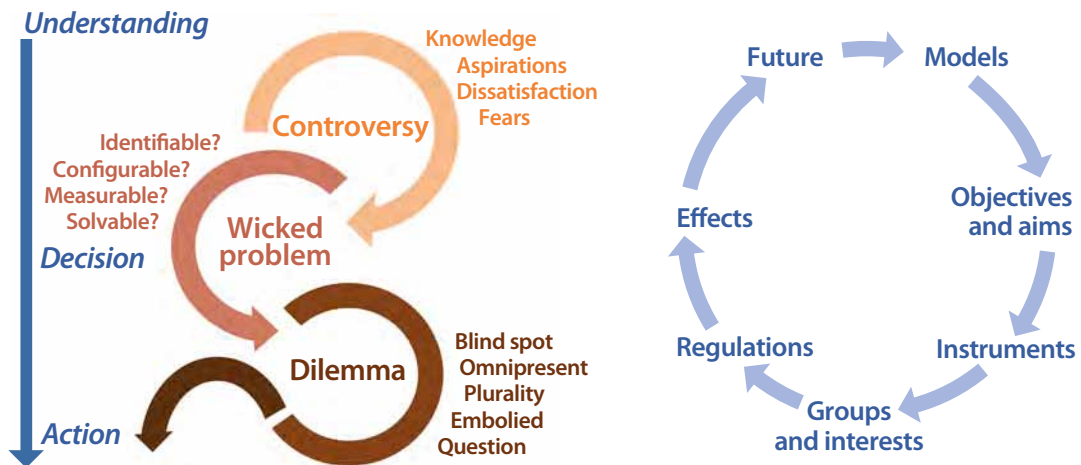 Understanding
Knowledge
Aspirations
Dissatisfaction
Fears
Controversy
Identifiable?
Configurable?
Measurable?
Solvable?
Wicked
problem
Decision
Blind spot
Omnipresent
Plurality
Embolied
Question
Dilemma
Action
Future
Models
Objectives
and aims
Instruments
Groups
and interests
Regulations
Effects